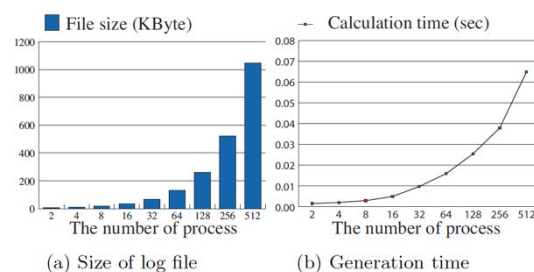 File size (KByte)
1200
1000
800
600
400
200
0
2 4 8 16 32 64 128 256 512
The number of process
(a) Size of log file
Calculation time (sec)
0.08
0.07
0.06
0.05
0.04
0.03
0.02
0.01
0.00
2 4 8 16 32 64 128 256 512
The number of process
(b) Generation time